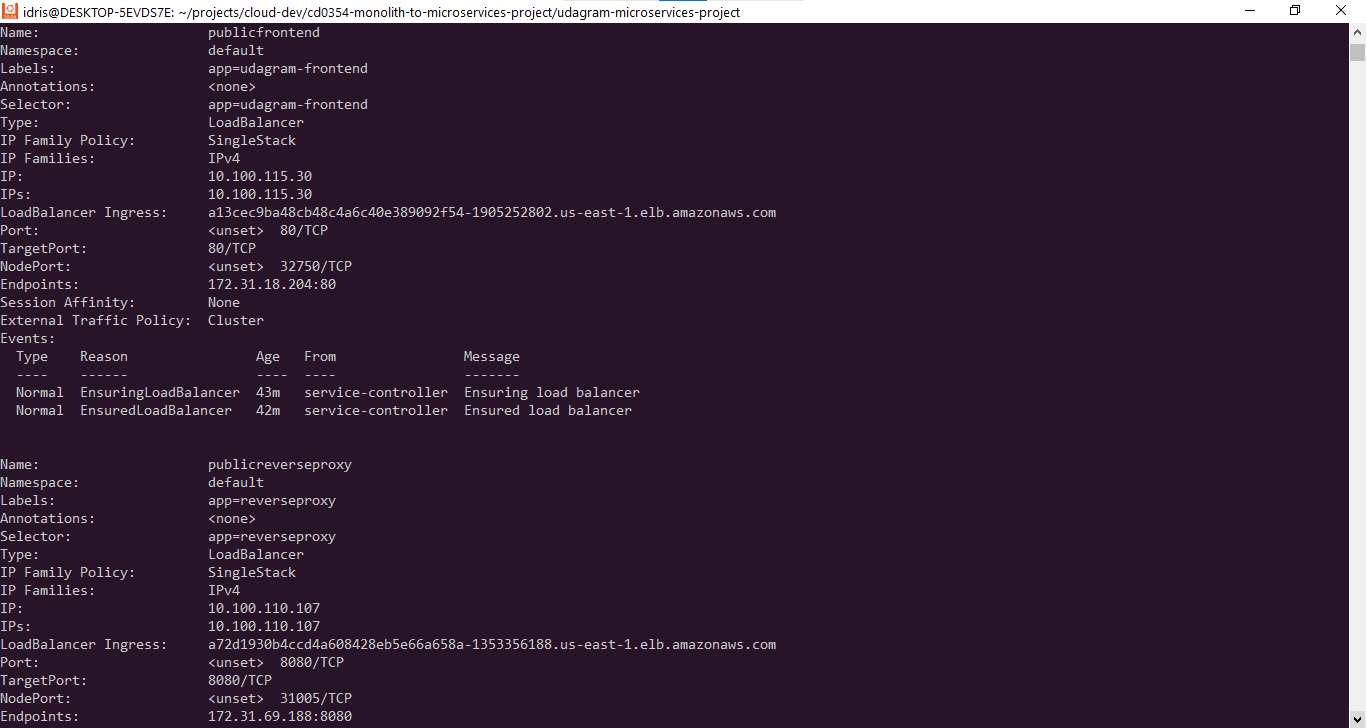 idris@DESKTOP-5EVDS7E: ~/projects/cloud-dev/cd0354-monolith-to-microservices-project/udagram-microservices-project
Name:                     publicfrontend
Namespace:                default
Labels:                   app=udagram-frontend
Annotations:              <none>
Selector:                 app=udagram-frontend
Type:                     LoadBalancer
IP Family Policy:         SingleStack
IP Families:              IPv4
IP:                       10.100.115.30
IPs:                      10.100.115.30
LoadBalancer Ingress:     a13cec9ba48cb48c4a6c40e389092f54-1905252802.us-east-1.elb.amazonaws.com
Port:                     <unset>  80/TCP
TargetPort:               80/TCP
NodePort:                 <unset>  32750/TCP
Endpoints:                172.31.18.204:80
Session Affinity:         None
External Traffic Policy:  Cluster
Events:
  Type    Reason                Age   From                Message
  ----    ------                ----  ----                -------
  Normal  EnsuringLoadBalancer  43m   service-controller  Ensuring load balancer
  Normal  EnsuredLoadBalancer   42m   service-controller  Ensured load balancer
Name:                     publicreverseproxy
Namespace:                default
Labels:                   app=reverseproxy
Annotations:              <none>
Selector:                 app=reverseproxy
Type:                     LoadBalancer
IP Family Policy:         SingleStack
IP Families:              IPv4
IP:                       10.100.110.107
IPs:                      10.100.110.107
LoadBalancer Ingress:     a72d1930b4ccd4a608428eb5e66a658a-1353356188.us-east-1.elb.amazonaws.com
Port:                     <unset>  8080/TCP
TargetPort:               8080/TCP
NodePort:                 <unset>  31005/TCP
Endpoints:                172.31.69.188:8080